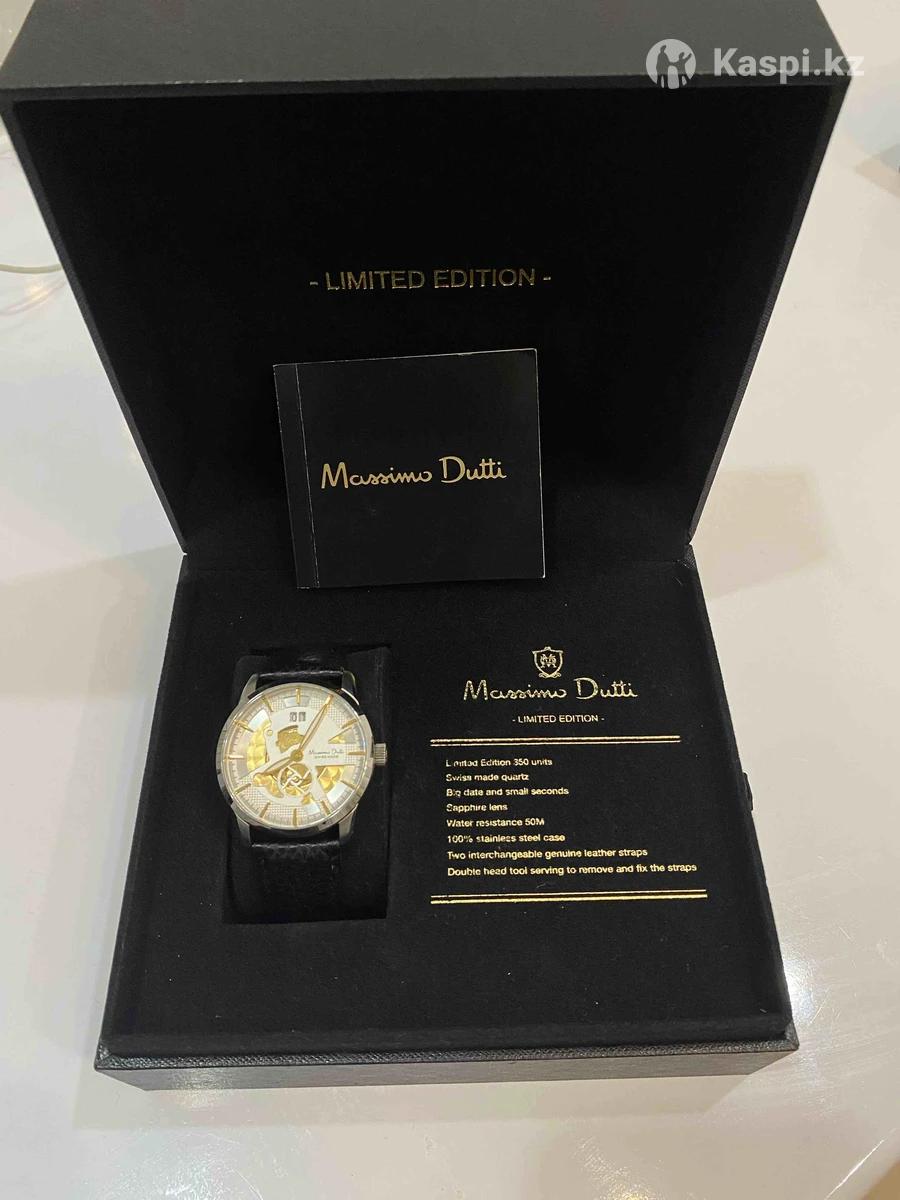 Kaspi.kz
- LIMITED EDITION -
Massimo Dutti
Massimo Dutti
- LIMITED EDITION -
Limited Edition 350 units
Swiss made quartz
Big date and small seconds
Sapphire lens
Water resistance 50M
100% stainless steel case
Two interchangeable genuine leather straps
Double head tool serving to remove and fix the straps
Massimo Dutti